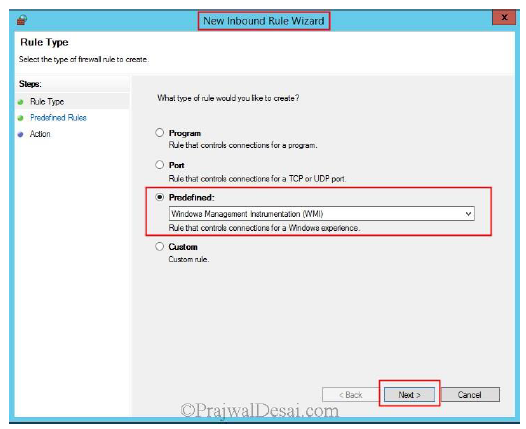 New Inbound Rule Wizard
x
Rule Type
Select the type of firewall rule to create.
Steps:
Rule Type
Predefined Rules
Action
What type of rule would you like to create?
Program
Rule that controls connections for a program.
Port
Rule that controls connections for a TCP or UDP port.
Predefined:
Windows Management Instrumentation (WMI)
Rule that controls connections for a Windows experience.
Custom
Custom rule.
< Back
Next >
Cancel
©PrajwalDesai.com